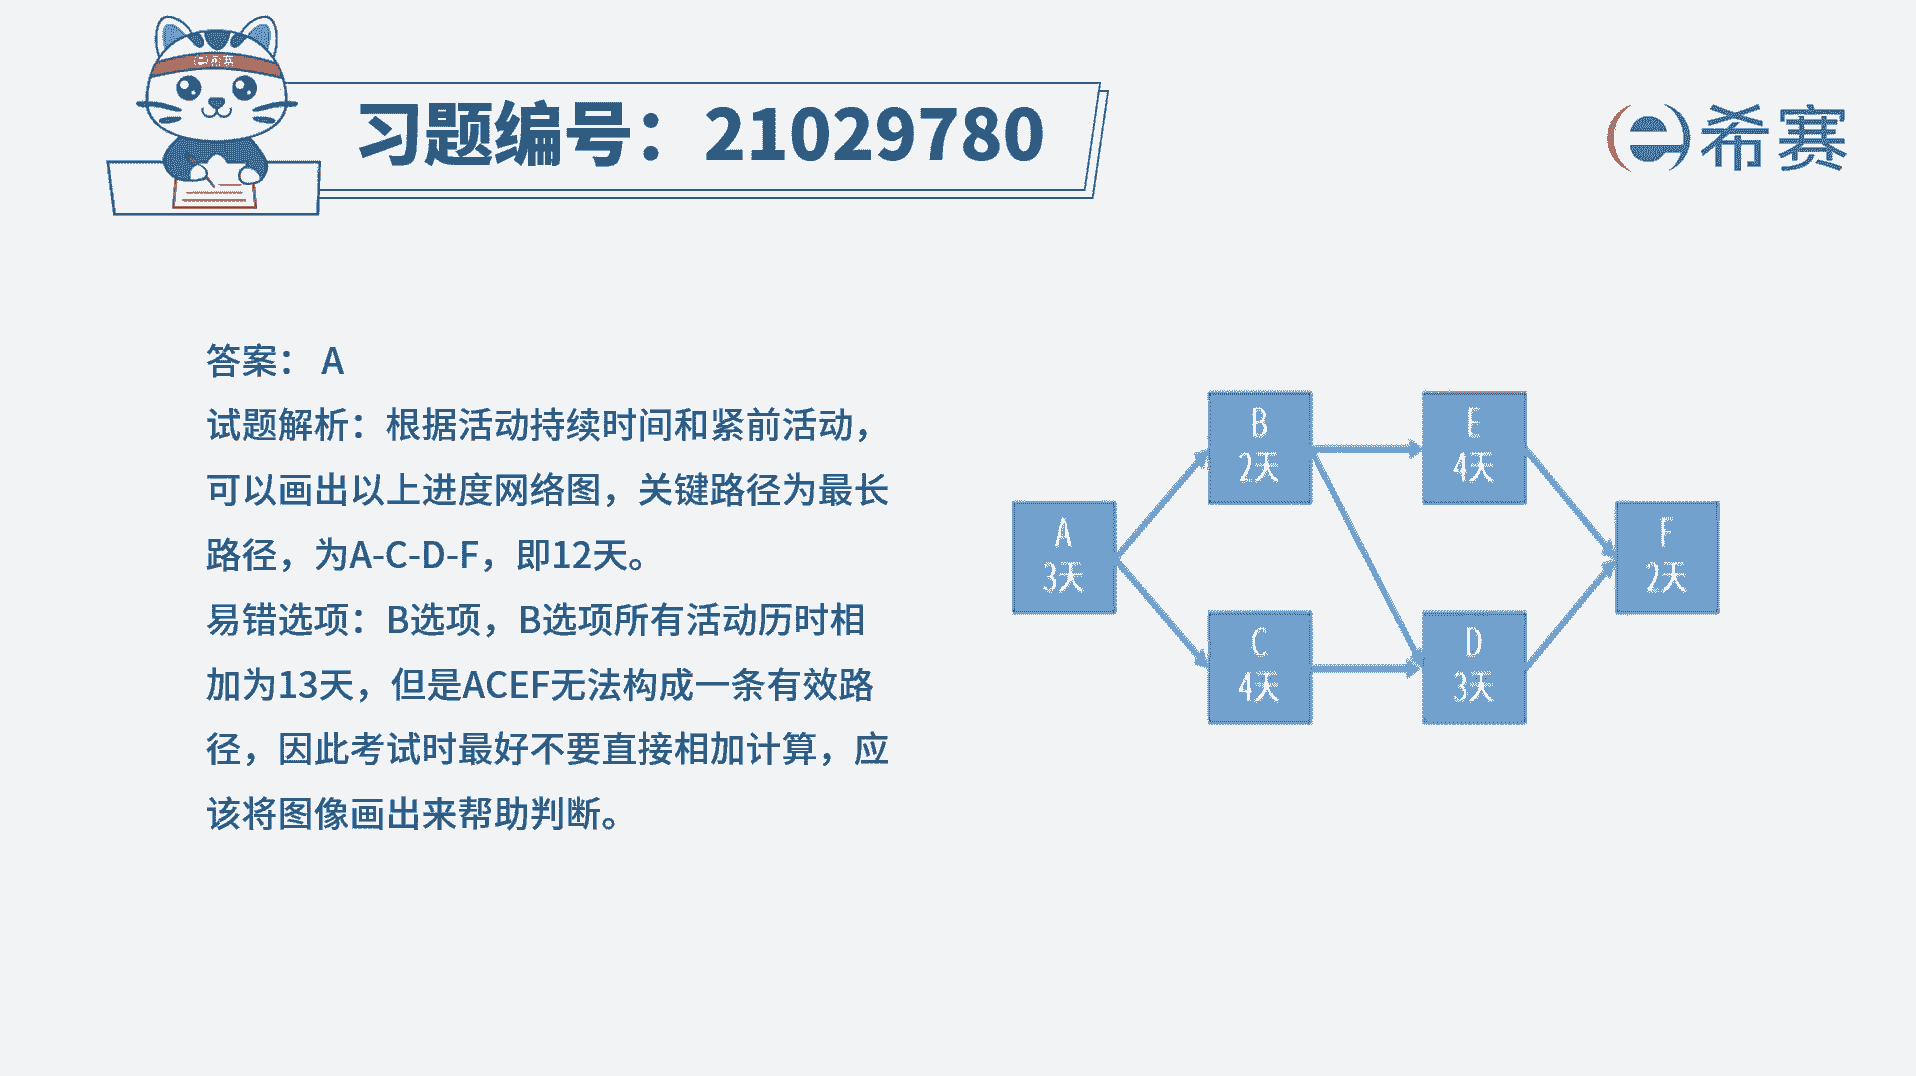 e希赛
习题编号：21029780
e希赛
答案： A
试题解析：根据活动持续时间和紧前活动，
可以画出以上进度网络图，关键路径为最长
路径，为A-C-D-F，即12天。
易错选项：B选项，B选项所有活动历时相
加为13天，但是ACEF无法构成一条有效路
径，因此考试时最好不要直接相加计算，应
该将图像画出来帮助判断。
A
3天
B
2天
C
4天
E
4天
D
3天
F
2天